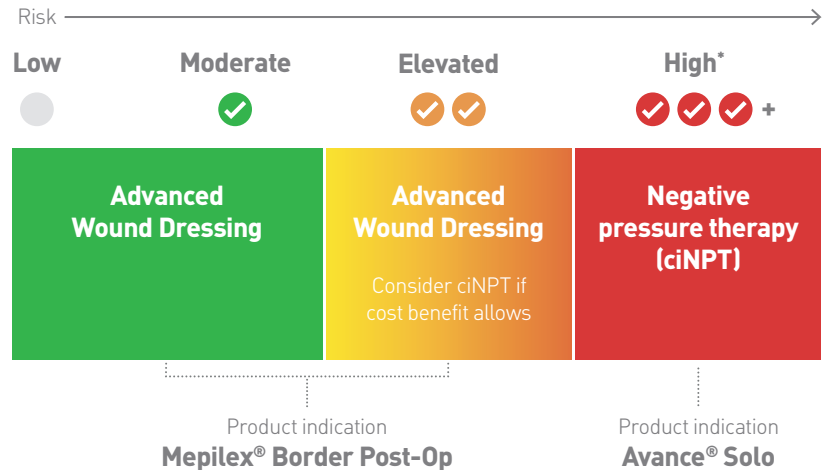 Risk
Low
Moderate
Elevated
High*
+
Advanced
Wound Dressing
Advanced
Wound Dressing
Consider ciNPT if
cost benefit allows
Negative
pressure therapy
(ciNPT)
Product indication
Mepilex® Border Post-Op
Product indication
Avance® Solo